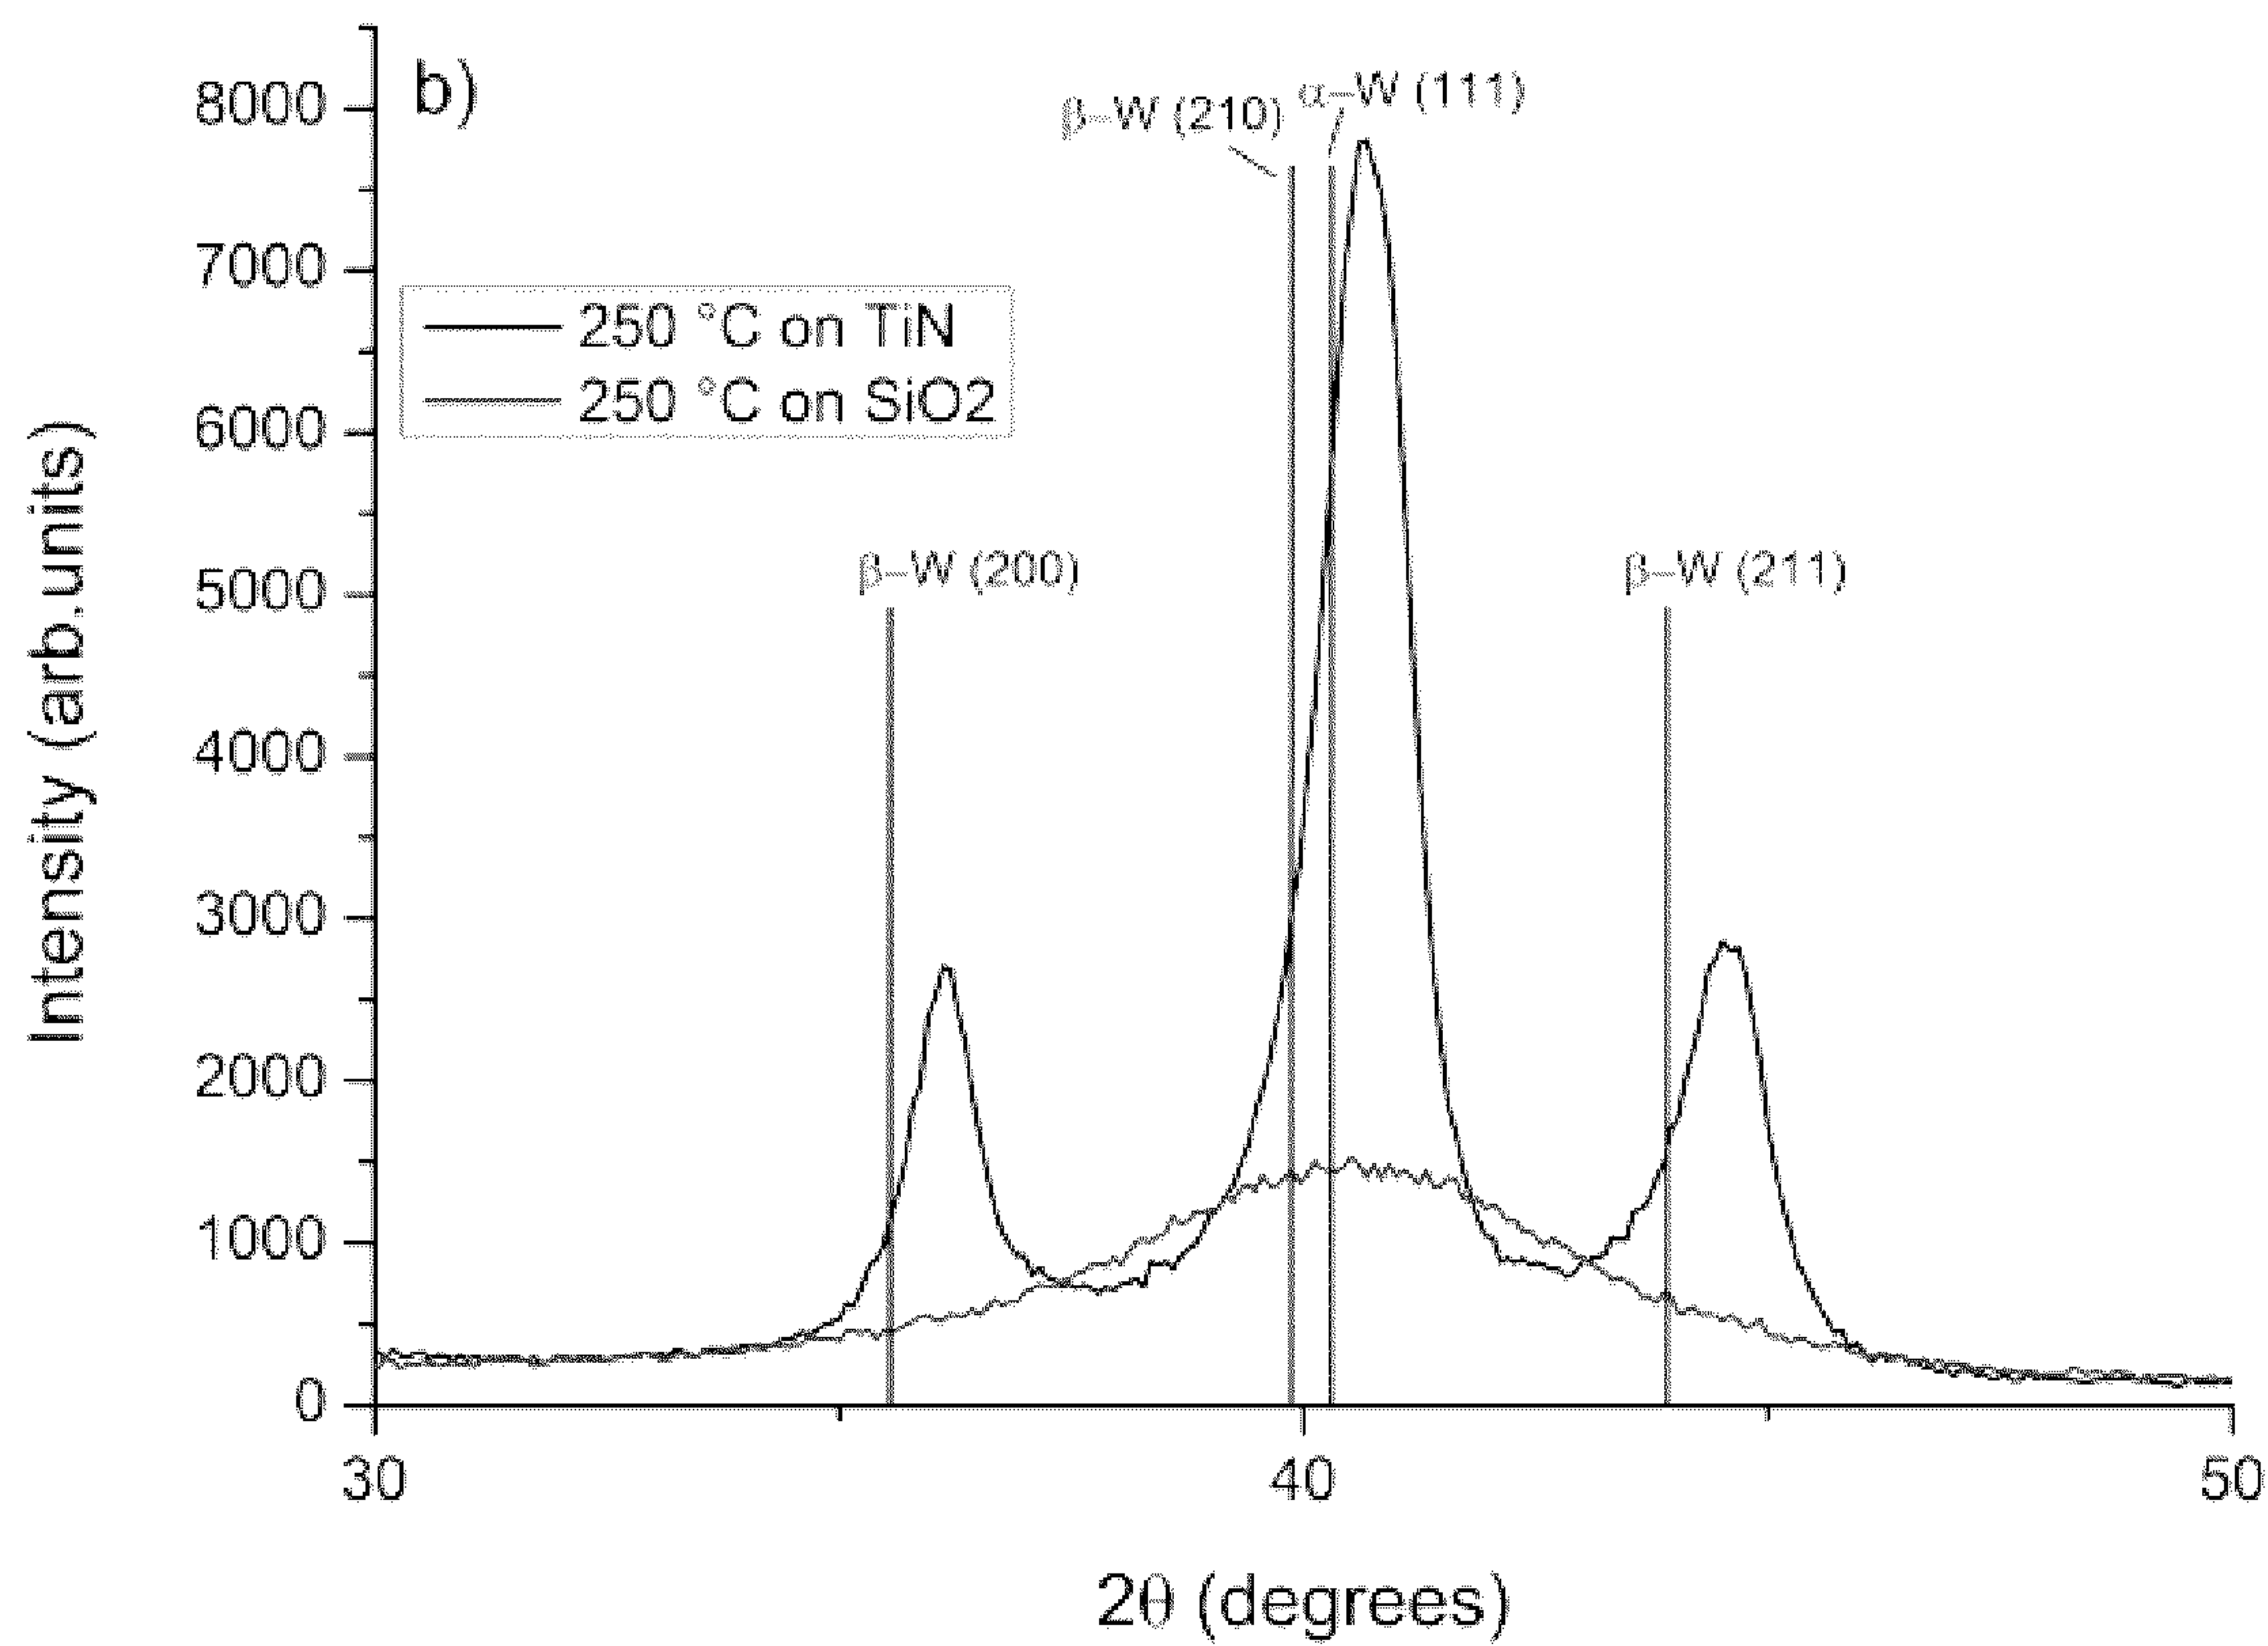 b)
β–W (210)
α–W (111)
250 °C on TiN
250 °C on SiO2
β–W (200)
β–W (211)
Intensity (arb.units)
8000
7000
6000
5000
4000
3000
2000
1000
0
30
40
50
2θ (degrees)